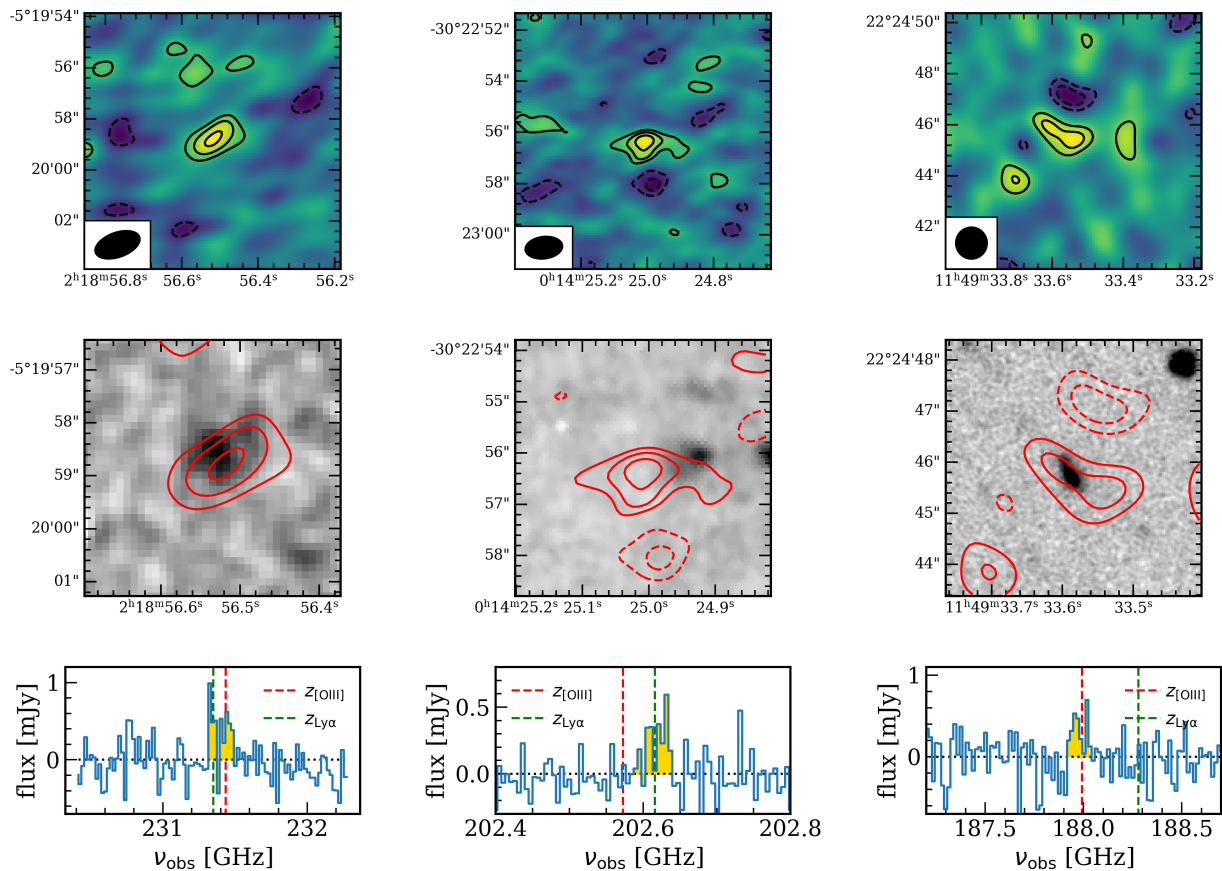 -5°19'54" -30°22'52" 22°24'50"
56" 54" 48"
58" 56" 46"
20'00" 58" 44"
02" 23'00" 42"
2ʰ18ᵐ56.8ˢ 56.6ˢ 56.4ˢ 56.2ˢ 0ʰ14ᵐ25.2ˢ 25.0ˢ 24.8ˢ 11ʰ49ᵐ33.8ˢ 33.6ˢ 33.4ˢ 33.2ˢ
-5°19'57" -30°22'54" 22°24'48"
58" 55" 47"
59" 56" 46"
20'00" 57" 45"
01" 58" 44"
2ʰ18ᵐ56.6ˢ 56.5ˢ 56.4ˢ 0ʰ14ᵐ25.2ˢ 25.1ˢ 25.0ˢ 24.9ˢ 11ʰ49ᵐ33.7ˢ 33.6ˢ 33.5ˢ
flux [mJy] 1 0 z[OIII] zLyα
231 232
νobs [GHz]
flux [mJy] 0.5 0.0 z[OIII] zLyα
202.4 202.6 202.8
νobs [GHz]
flux [mJy] 1 0 z[OIII] zLyα
187.5 188.0 188.5
νobs [GHz]